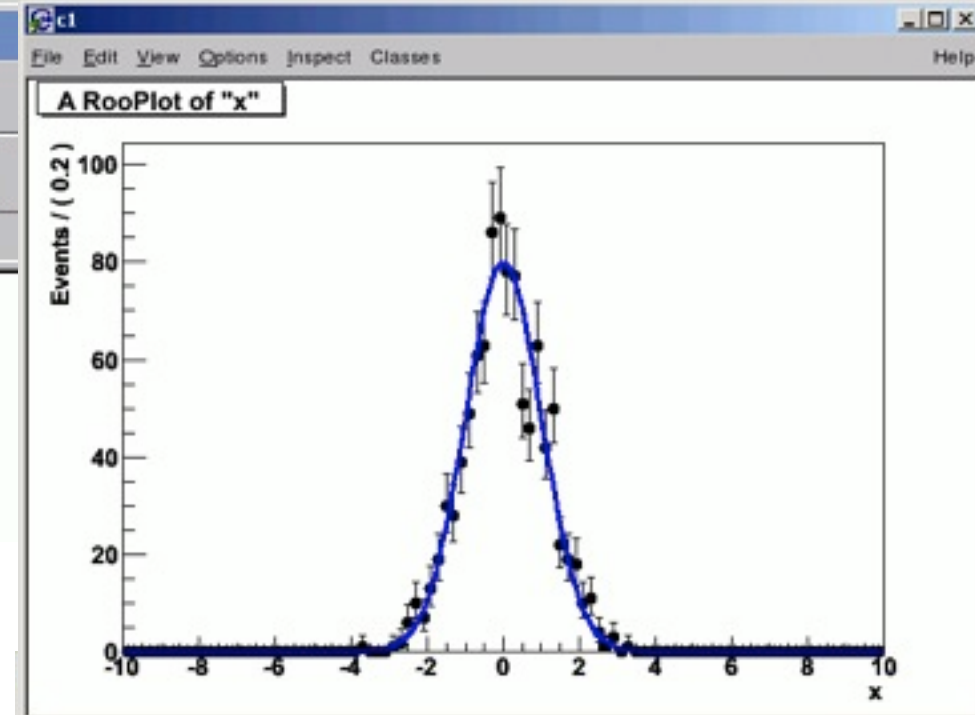 c1
File Edit View Options Inspect Classes Help
A RooPlot of "x"
Events / ( 0.2 )
100
80
60
40
20
0
-10 -8 -6 -4 -2 0 2 4 6 8 10
x